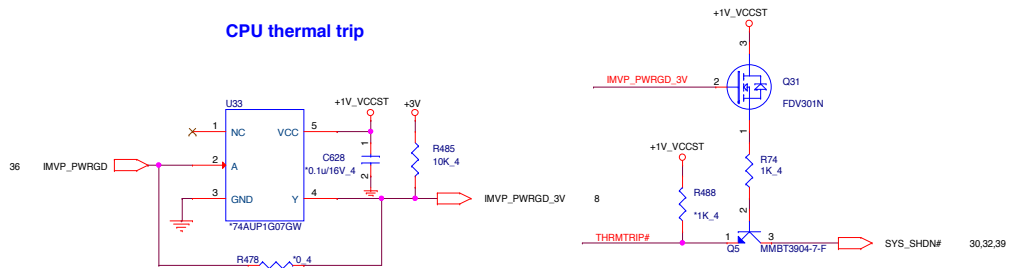 CPU thermal trip
+1V_VCCST
3
IMVP_PWRGD_3V
2
Q31
FDV301N
1
U33
+1V_VCCST
+3V
1
NC
VCC
5
1
C628
*0.1u/16V_4
2
R485
10K_4
+1V_VCCST
R74
1K_4
36
IMVP_PWRGD
2
A
3
GND
Y
4
IMVP_PWRGD_3V
8
R488
*1K_4
2
*74AUP1G07GW
THRMTRIP#
1
3
Q5
MMBT3904-7-F
SYS_SHDN#
30,32,39
R478
*0_4